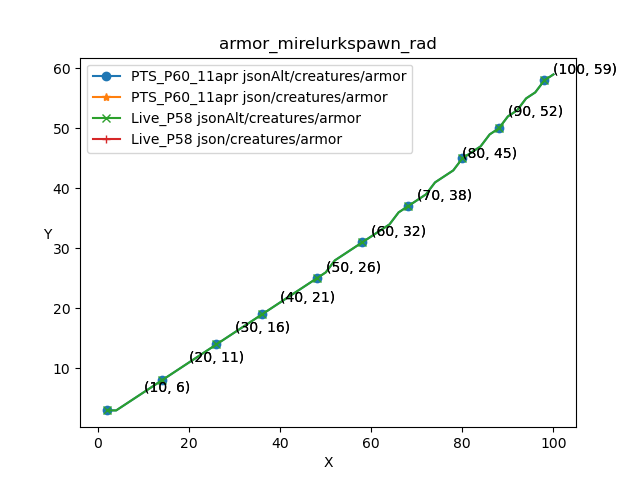 armor_mirelurkspawn_rad
PTS_P60_11apr jsonAlt/creatures/armor
PTS_P60_11apr json/creatures/armor
Live_P58 jsonAlt/creatures/armor
Live_P58 json/creatures/armor
(100, 59)
(90, 52)
(80, 45)
(70, 38)
(60, 32)
(50, 26)
(40, 21)
(30, 16)
(20, 11)
(10, 6)
60
50
40
30
20
10
Y
0 20 40 60 80 100
X